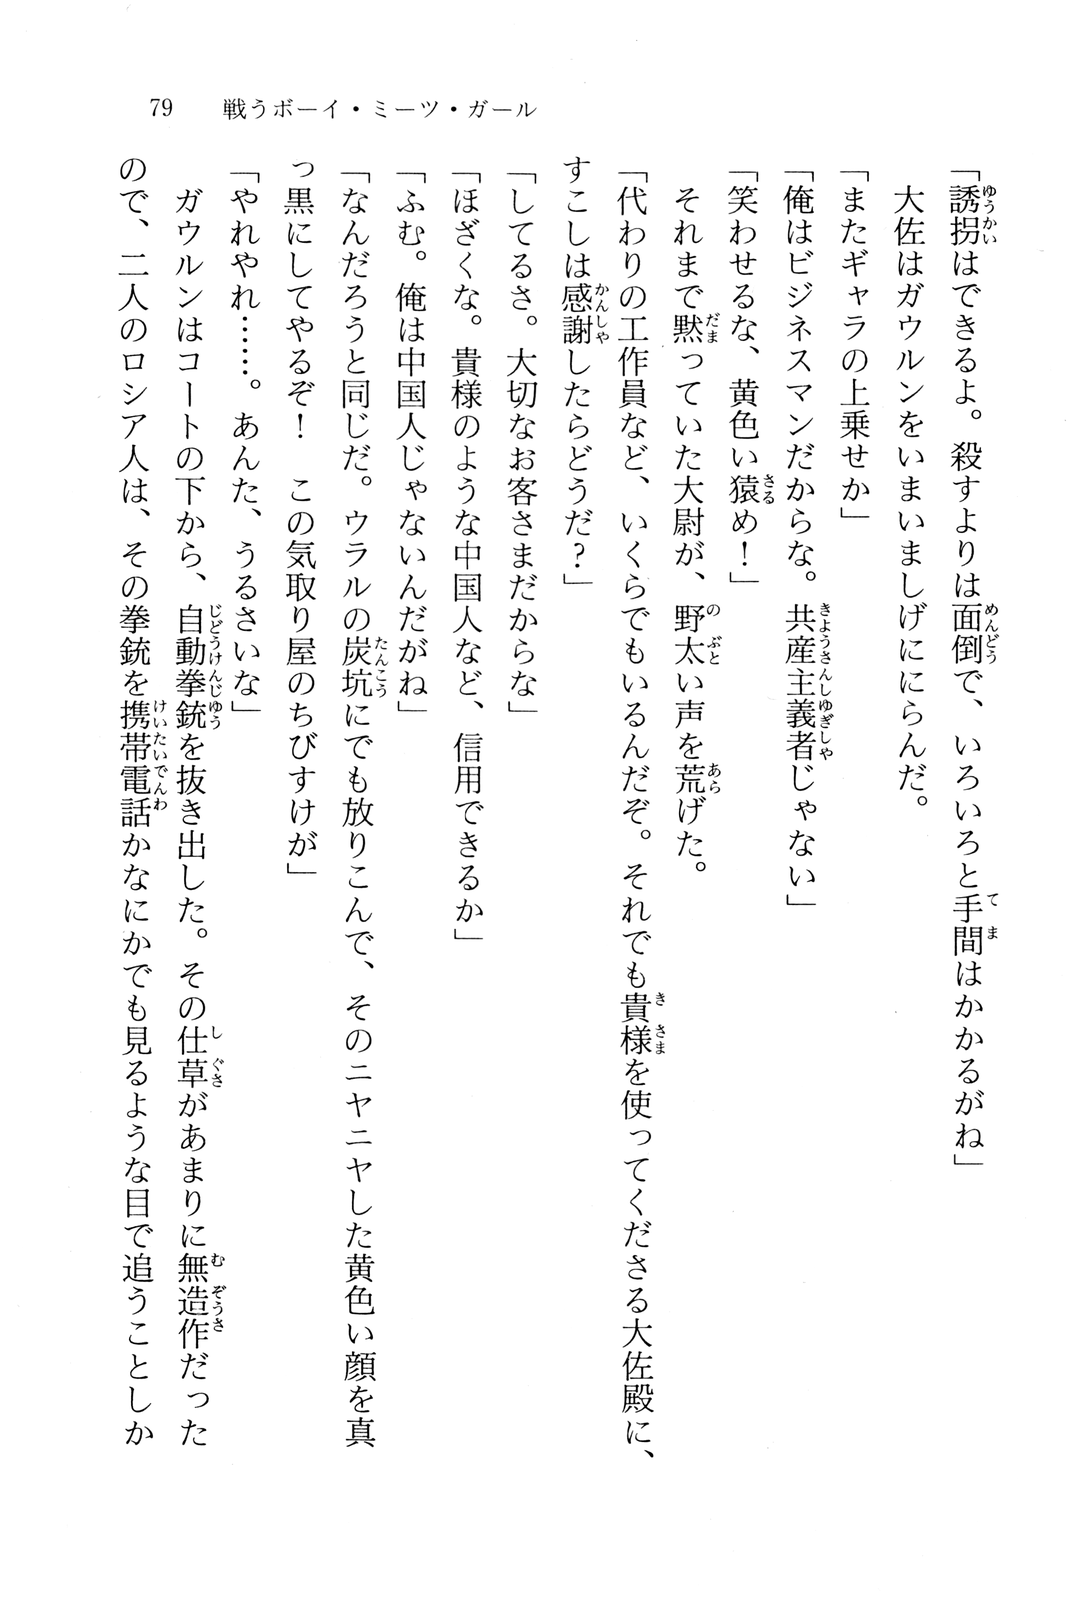 79　戦うボーイ・ミーツ・ガール
「誘拐はできるよ。殺すよりは面倒で、いろいろと手間はかかるがね」
　大佐はガウルンをいまいましげににらんだ。
「またギャラの上乗せか」
「俺はビジネスマンだからな。共産主義者じゃない」
「笑わせるな、黄色い猿め！」
　それまで黙っていた大尉が、野太い声を荒げた。
「代わりの工作員など、いくらでもいるんだぞ。それでも貴様を使ってくださる大佐殿に、
すこしは感謝したらどうだ？」
「してるさ。大切なお客さまだからな」
「ほざくな。貴様のような中国人など、信用できるか」
「ふむ。俺は中国人じゃないんだがね」
「なんだろうと同じだ。ウラルの炭坑にでも放りこんで、そのニヤニヤした黄色い顔を真
っ黒にしてやるぞ！　この気取り屋のちびすけが」
「やれやれ……。あんた、うるさいな」
　ガウルンはコートの下から、自動拳銃を抜き出した。その仕草があまりに無造作だった
ので、二人のロシア人は、その拳銃を携帯電話かなにかでも見るような目で追うことしか